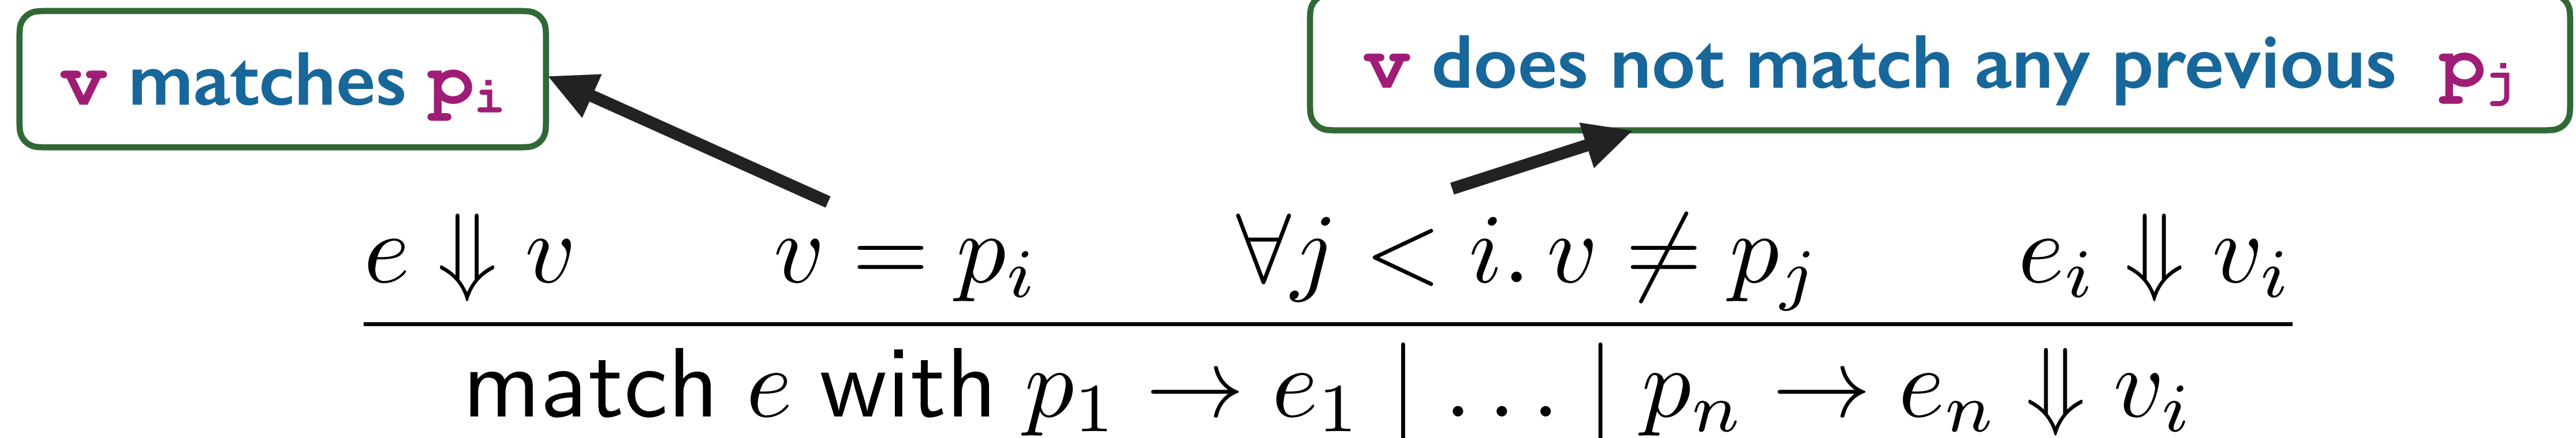 v matches pᵢ
v does not match any previous pⱼ
e ⇓ v v = pᵢ ∀j < i. v ≠ pⱼ eᵢ ⇓ vᵢ
match e with p₁ → e₁ | ... | pₙ → eₙ ⇓ vᵢ